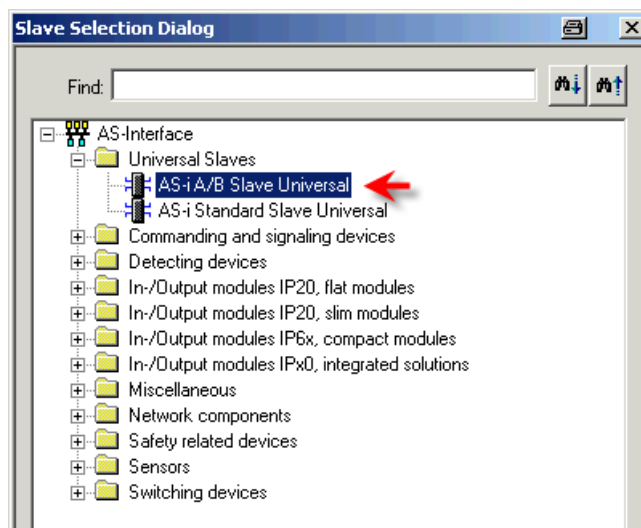 Slave Selection Dialog
Find:
AS-Interface
Universal Slaves
AS-i A/B Slave Universal
AS-i Standard Slave Universal
Commanding and signaling devices
Detecting devices
In-/Output modules IP20, flat modules
In-/Output modules IP20, slim modules
In-/Output modules IP6x, compact modules
In-/Output modules IPx0, integrated solutions
Miscellaneous
Network components
Safety related devices
Sensors
Switching devices